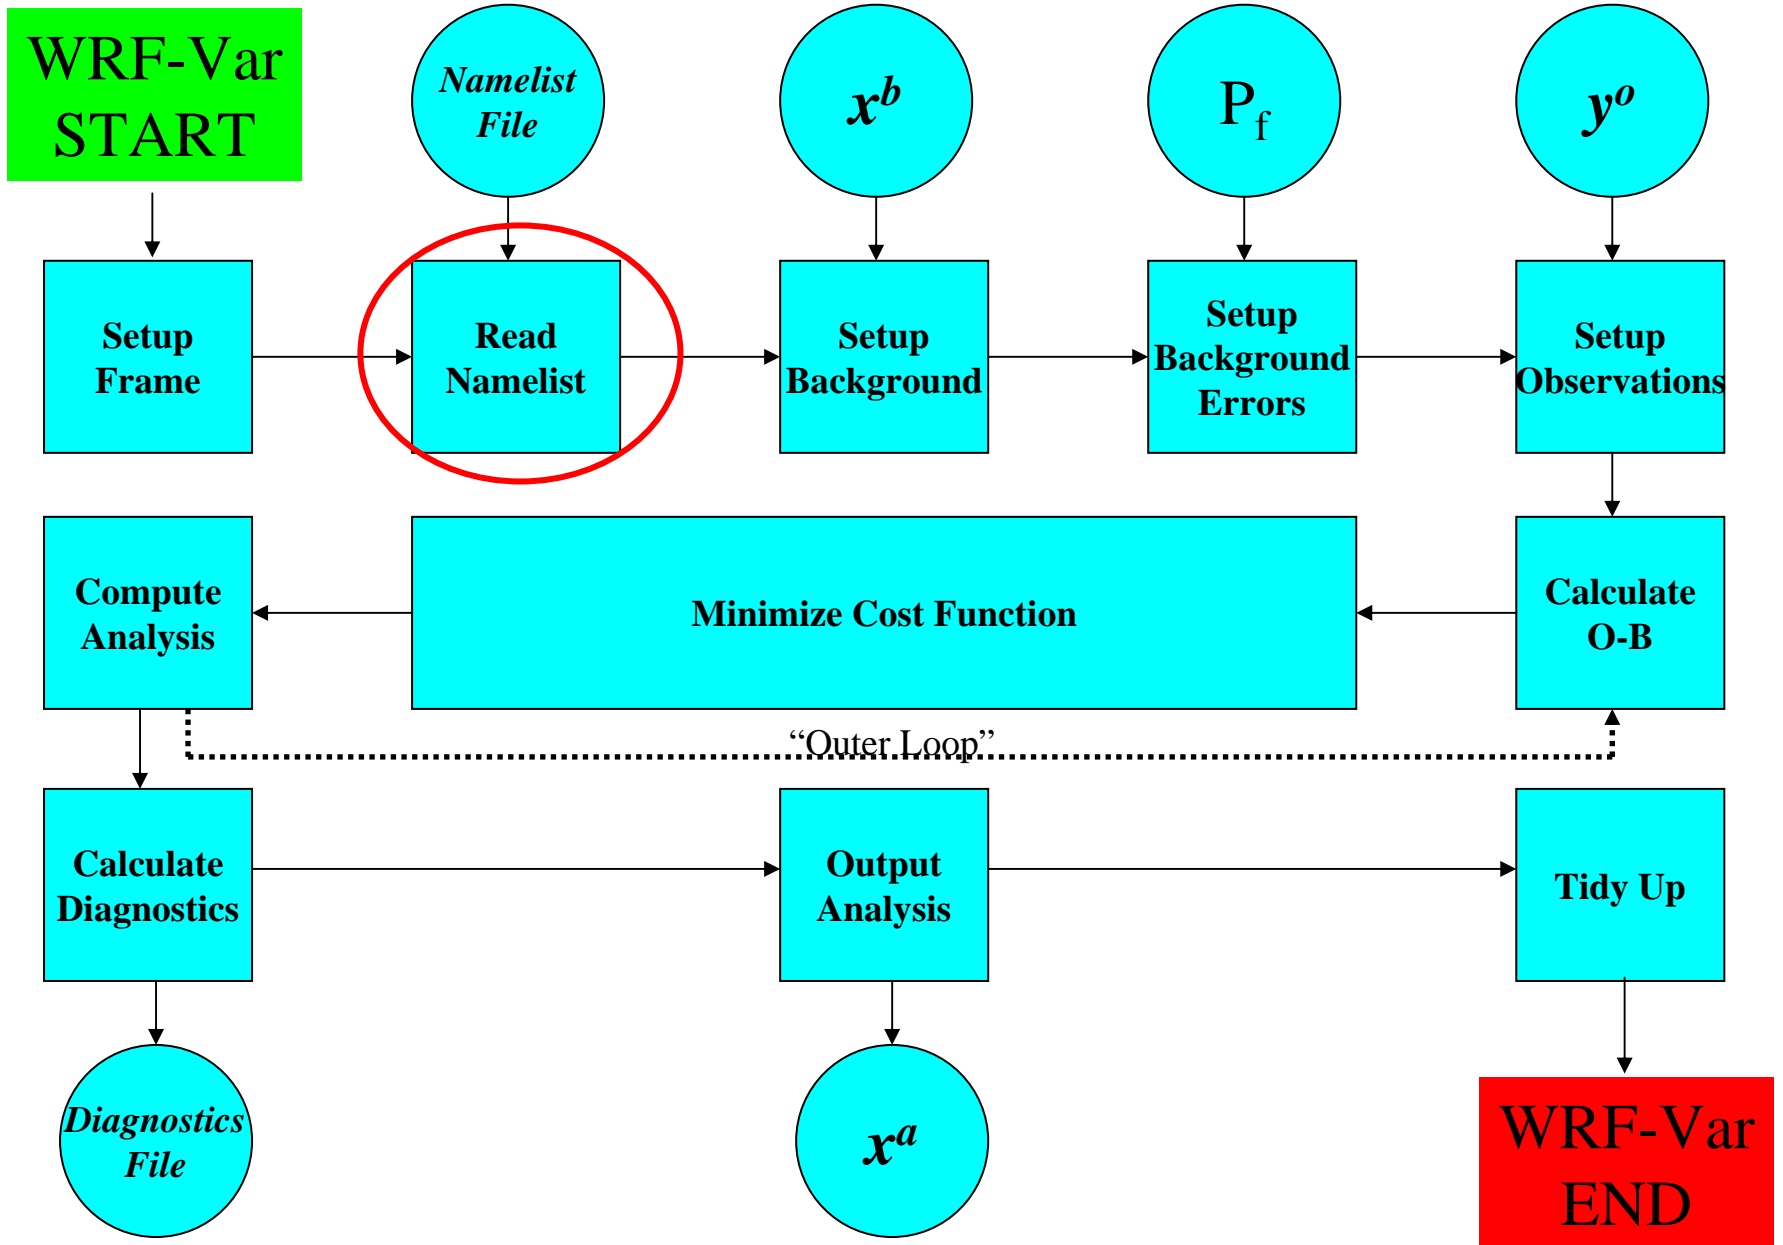 WRF-Var
START
Namelist
File
x^b
P_f
y^o
Setup
Frame
Read
Namelist
Setup
Background
Setup
Background
Errors
Setup
Observations
Compute
Analysis
Minimize Cost Function
Calculate
O-B
“Outer Loop”
Calculate
Diagnostics
Output
Analysis
Tidy Up
Diagnostics
File
x^a
WRF-Var
END